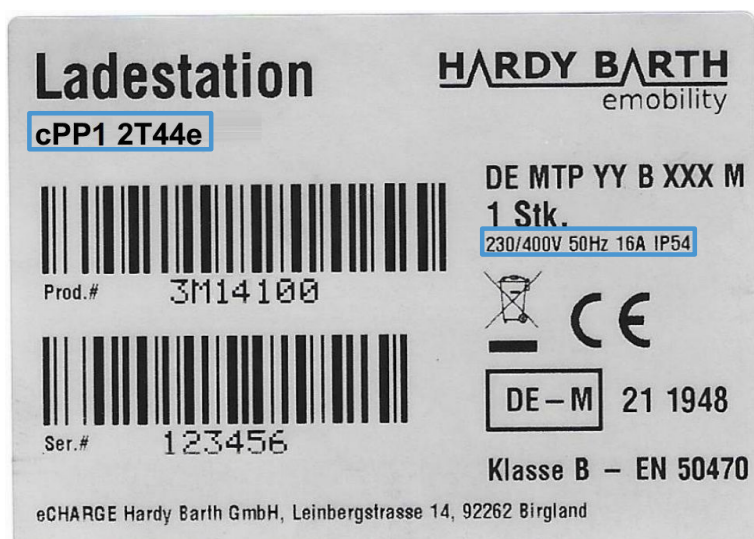 Ladestation
HARDY BARTH
emobility
cPP1 2T44e
DE MTP YY B XXX M
1 Stk.
230/400V 50Hz 16A IP54
Prod.# 3M14100
CE
DE-M 21 1948
Ser.# 123456
Klasse B – EN 50470
eCHARGE Hardy Barth GmbH, Leinbergstrasse 14, 92262 Birgland